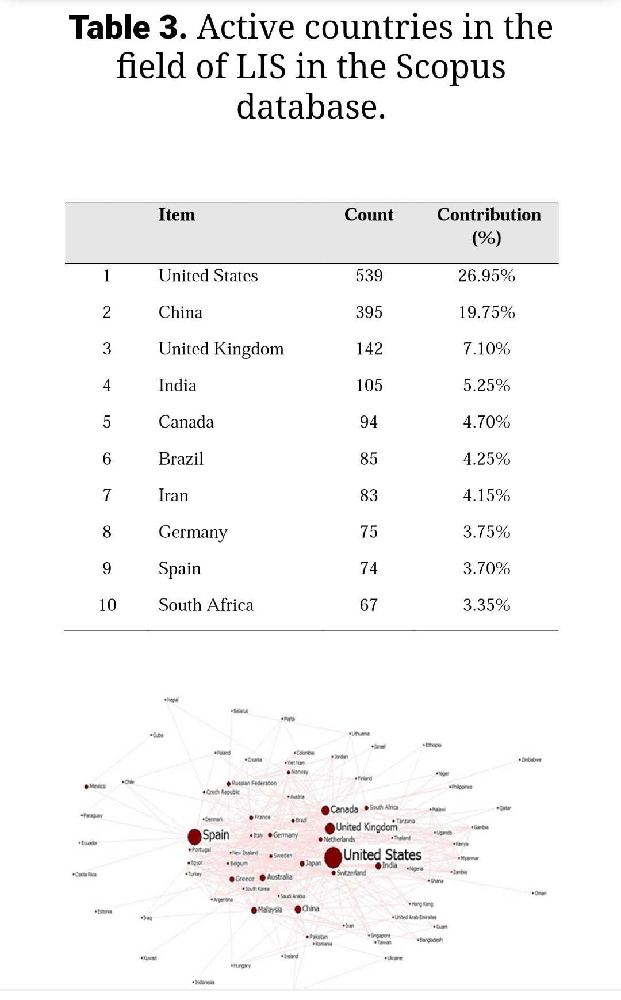 Table 3. Active countries in the
field of LIS in the Scopus
database.
Item Count Contribution
(%)
1 United States 539 26.95%
2 China 395 19.75%
3 United Kingdom 142 7.10%
4 India 105 5.25%
5 Canada 94 4.70%
6 Brazil 85 4.25%
7 Iran 83 4.15%
8 Germany 75 3.75%
9 Spain 74 3.70%
10 South Africa 67 3.35%
Nepal
Belarus
Malta
Cuba
Lithuania
Israel
Ethiopia
Poland
Colombia
Jordan
Croatia
Viet Nam
Zimbabwe
Norway
Niger
Finland
Chile
Russian Federation
Mexico
Philippines
Czech Republic
Austria
Canada
South Africa
Malawi
Qatar
Paraguay
Denmark
France
Brazil
Tanzania
United Kingdom
Gambia
Spain
Italy
Germany
Uganda
Netherlands
Thailand
Ecuador
Kenya
Portugal
New Zealand
Sweden
United States
Myanmar
Egypt
Belgium
Japan
India
Nigeria
Costa Rica
Turkey
Switzerland
Zambia
Greece
Australia
Ghana
South Korea
Saudi Arabia
Oman
Argentina
Hong Kong
Estonia
Malaysia
China
Iraq
United Arab Emirates
Iran
Guam
Pakistan
Singapore
Romania
Taiwan
Bangladesh
Kuwait
Ireland
Ukraine
Hungary
Indonesia